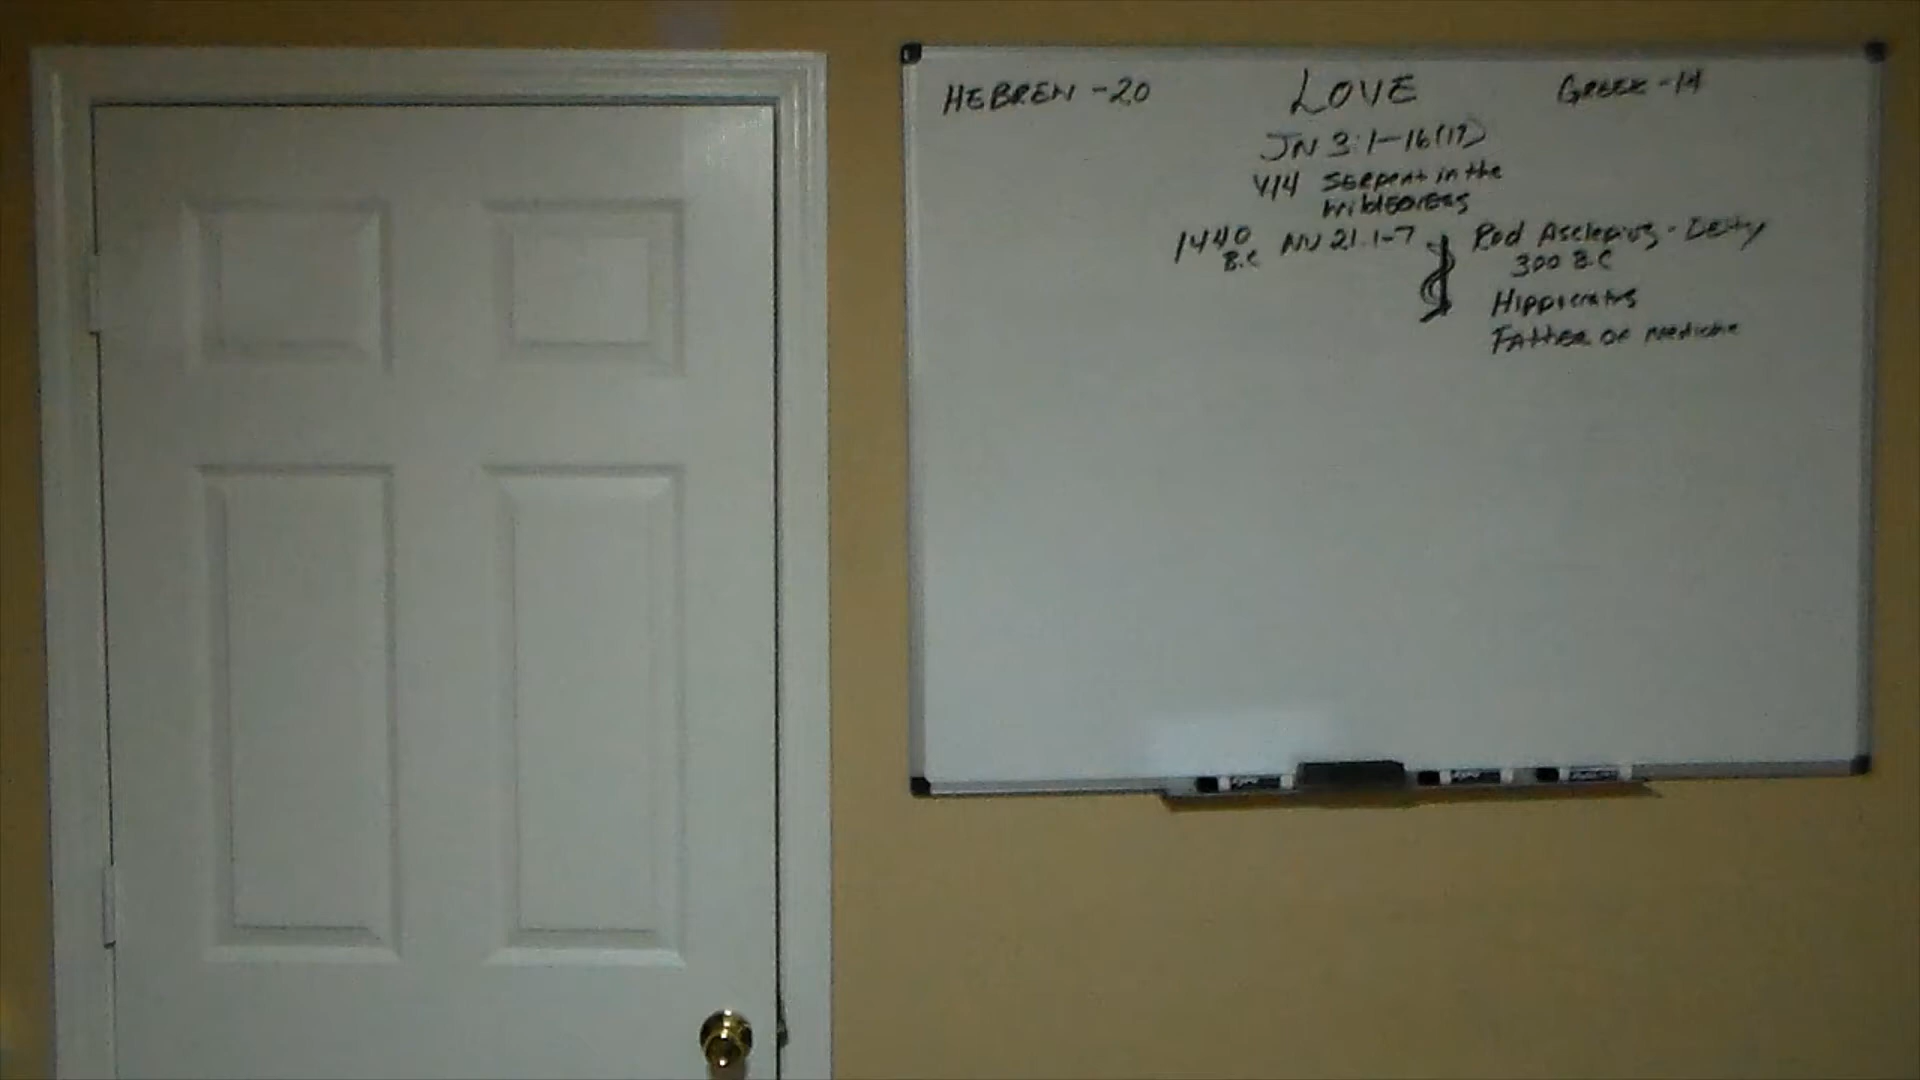 HEBREW -20 LOVE GREEK -14
JN 3:1-16(17)
V14 SERPENT in the
WILDERNESS
1440 NU 21:1-7 Rod Asclepius - DEITY
B.C 300 B.C
Hippocrates
FATHER OF medicine